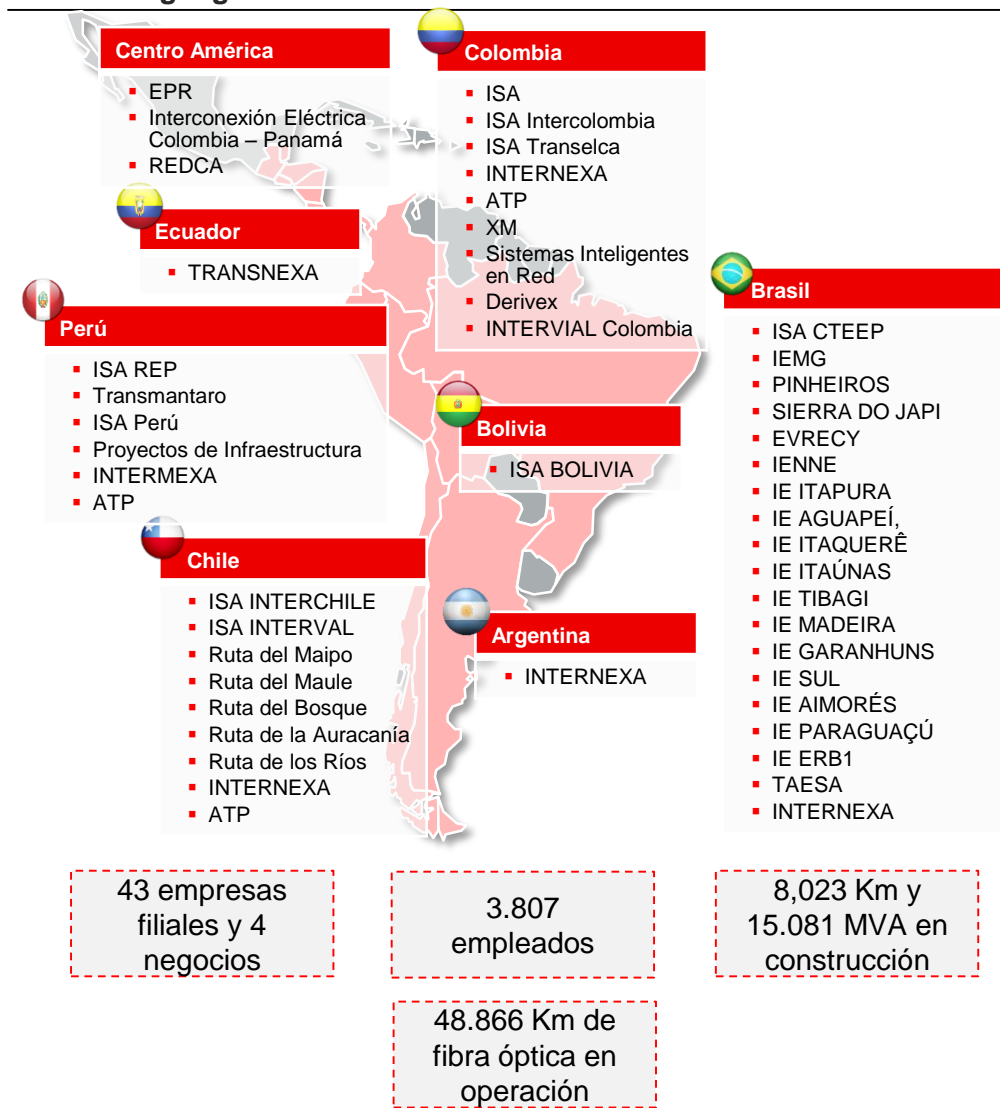 Centro América
EPR
Interconexión Eléctrica
Colombia – Panamá
REDCA
Colombia
ISA
ISA Intercolombia
ISA Transelca
INTERNEXA
ATP
XM
Sistemas Inteligentes
en Red
Derivex
INTERVIAL Colombia
Ecuador
TRANSNEXA
Perú
ISA REP
Transmantaro
ISA Perú
Proyectos de Infraestructura
INTERMEXA
ATP
Bolivia
ISA BOLIVIA
Brasil
ISA CTEEP
IEMG
PINHEIROS
SIERRA DO JAPI
EVRECY
IENNE
IE ITAPURA
IE AGUAPEÍ,
IE ITAQUERÊ
IE ITAÚNAS
IE TIBAGI
IE MADEIRA
IE GARANHUNS
IE SUL
IE AIMORÉS
IE PARAGUAÇÚ
IE ERB1
TAESA
INTERNEXA
Chile
ISA INTERCHILE
ISA INTERVAL
Ruta del Maipo
Ruta del Maule
Ruta del Bosque
Ruta de la Auracanía
Ruta de los Ríos
INTERNEXA
ATP
Argentina
INTERNEXA
43 empresas
filiales y 4
negocios
3.807
empleados
8,023 Km y
15.081 MVA en
construcción
48.866 Km de
fibra óptica en
operación